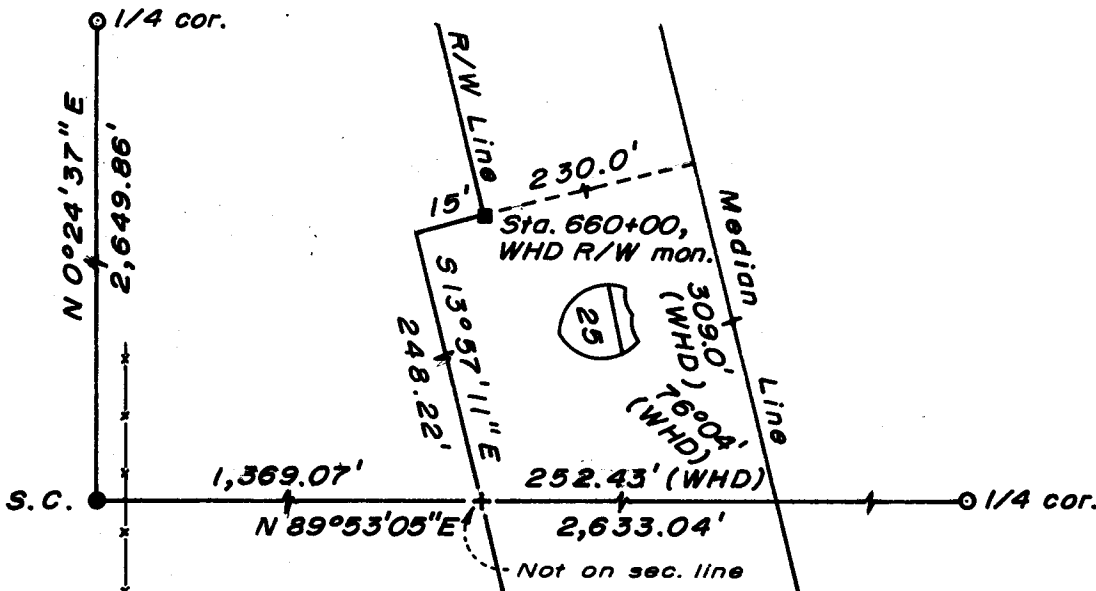 1/4 cor.
N 0°24'37" E
2,649.86'
R/W Line
230.0'
15'
Sta. 660+00,
WHD R/W mon.
Median Line
S 13°57'11" E
248.22'
25
309.0'
(WHD)
76°04'
(WHD)
S.C.
1,369.07'
252.43' (WHD)
1/4 cor.
N 89°53'05" E
2,633.04'
Not on sec. line